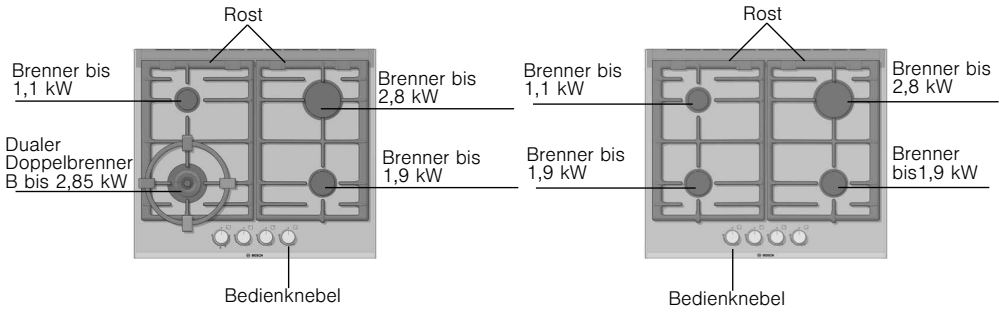 Rost
Brenner bis
1,1 kW
Brenner bis
2,8 kW
Dualer
Doppelbrenner
B bis 2,85 kW
Brenner bis
1,9 kW
BOSCH
Bedienknebel
Rost
Brenner bis
1,1 kW
Brenner bis
2,8 kW
Brenner bis
1,9 kW
Brenner
bis1,9 kW
BOSCH
Bedienknebel